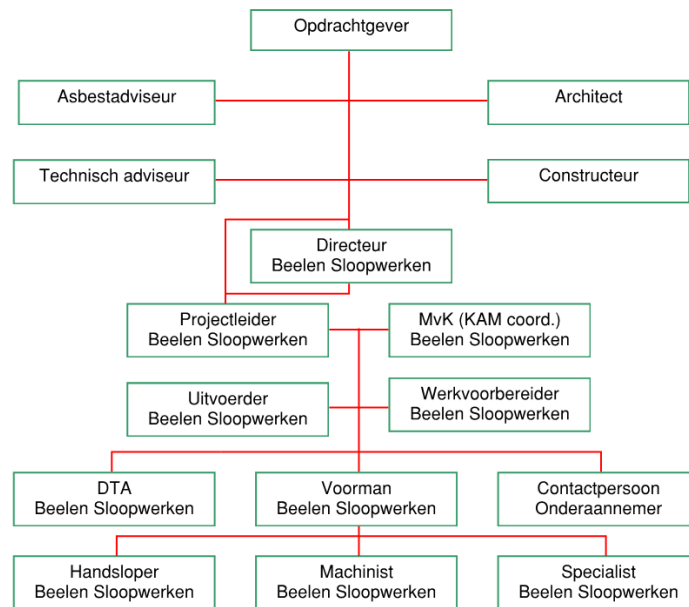 Opdrachtgever
Asbestadviseur
Architect
Technisch adviseur
Constructeur
Directeur
Beelen Sloopwerken
Projectleider
Beelen Sloopwerken
MvK (KAM coord.)
Beelen Sloopwerken
Uitvoerder
Beelen Sloopwerken
Werkvoorbereider
Beelen Sloopwerken
DTA
Beelen Sloopwerken
Voorman
Beelen Sloopwerken
Contactpersoon
Onderaannemer
Handsloper
Beelen Sloopwerken
Machinist
Beelen Sloopwerken
Specialist
Beelen Sloopwerken